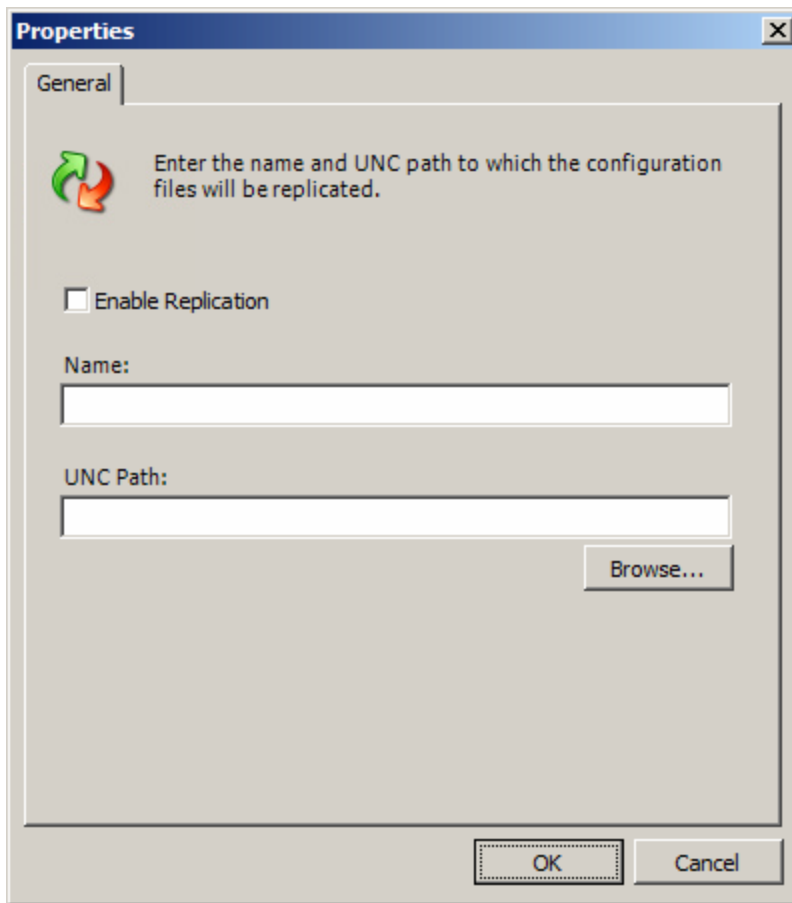 Properties
General
Enter the name and UNC path to which the configuration
files will be replicated.
Enable Replication
Name:
UNC Path:
Browse...
OK Cancel